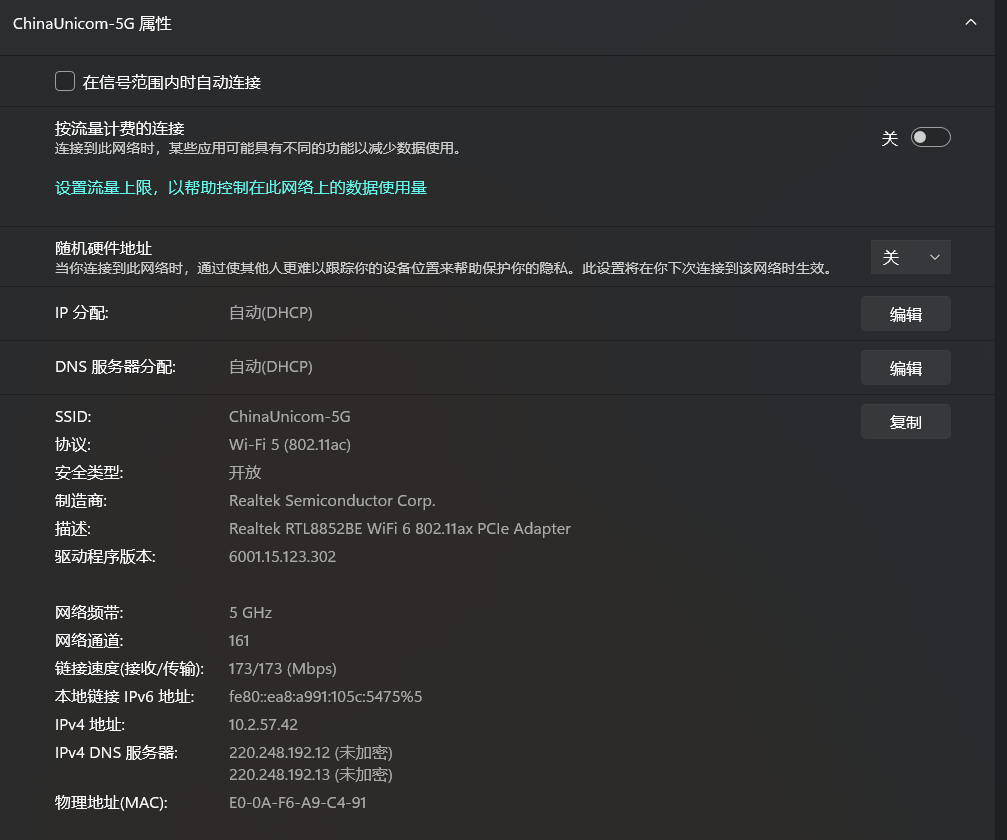 ChinaUnicom-5G 属性
在信号范围内时自动连接
按流量计费的连接
连接到此网络时，某些应用可能具有不同的功能以减少数据使用。
关
设置流量上限，以帮助控制在此网络上的数据使用量
随机硬件地址
当你连接到此网络时，通过使其他人更难以跟踪你的设备位置来帮助保护你的隐私。此设置将在你下次连接到该网络时生效。
关
IP 分配: 自动(DHCP) 编辑
DNS 服务器分配: 自动(DHCP) 编辑
SSID: ChinaUnicom-5G 复制
协议: Wi-Fi 5 (802.11ac)
安全类型: 开放
制造商: Realtek Semiconductor Corp.
描述: Realtek RTL8852BE WiFi 6 802.11ax PCIe Adapter
驱动程序版本: 6001.15.123.302
网络频带: 5 GHz
网络通道: 161
链接速度(接收/传输): 173/173 (Mbps)
本地链接 IPv6 地址: fe80::ea8:a991:105c:5475%5
IPv4 地址: 10.2.57.42
IPv4 DNS 服务器: 220.248.192.12 (未加密)
220.248.192.13 (未加密)
物理地址(MAC): E0-0A-F6-A9-C4-91